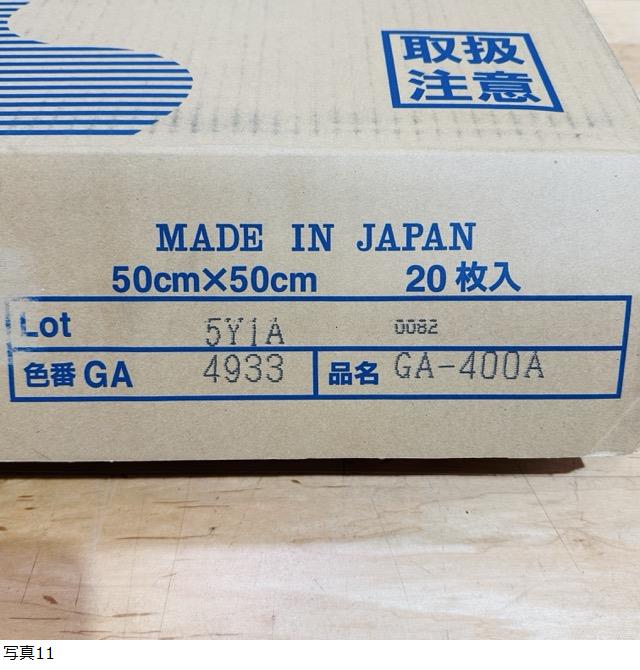 取扱
注意
MADE IN JAPAN
50cm×50cm 20枚入
Lot 5Y1A 0082
色番 GA 4933 品名 GA-400A
写真11